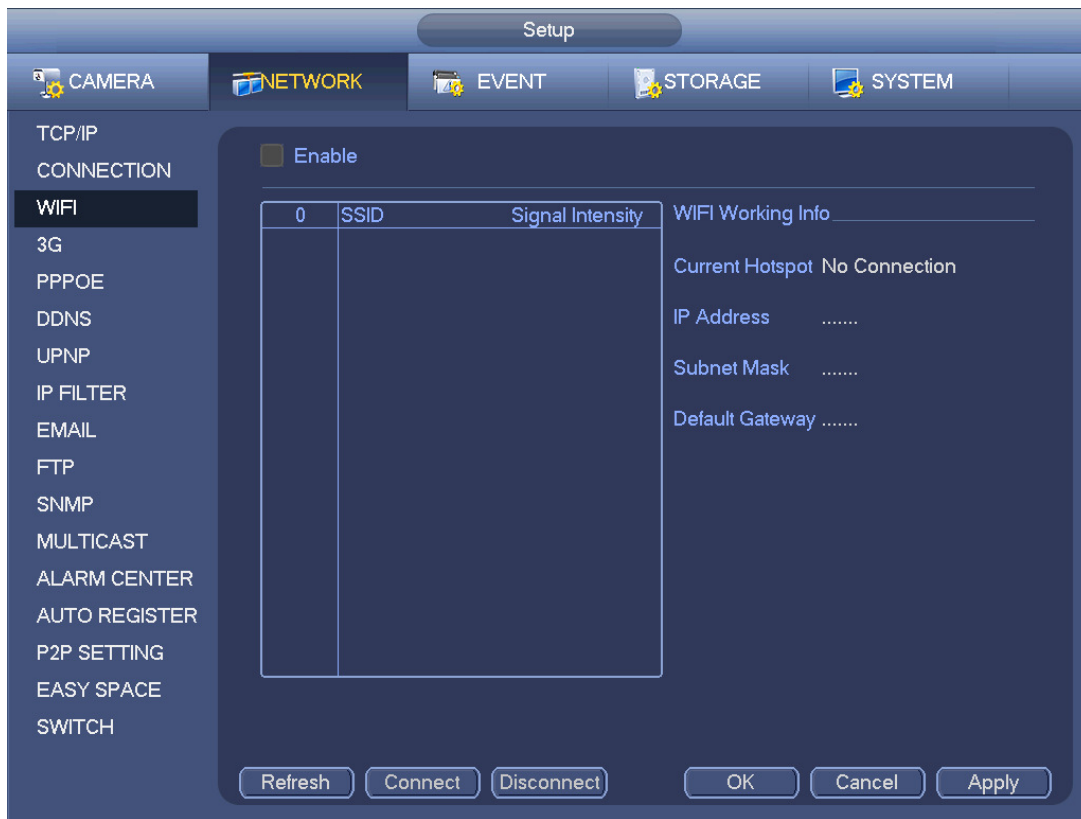 Setup
CAMERA NETWORK EVENT STORAGE SYSTEM
TCP/IP
CONNECTION
WIFI
3G
PPPOE
DDNS
UPNP
IP FILTER
EMAIL
FTP
SNMP
MULTICAST
ALARM CENTER
AUTO REGISTER
P2P SETTING
EASY SPACE
SWITCH
Enable
0 SSID Signal Intensity
WIFI Working Info
Current Hotspot No Connection
IP Address .......
Subnet Mask .......
Default Gateway .......
Refresh Connect Disconnect OK Cancel Apply